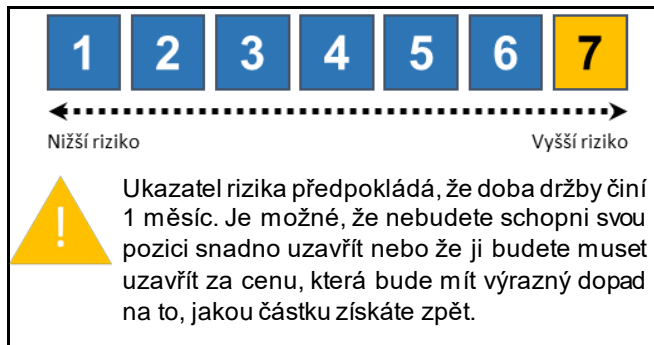 1 2 3 4 5 6 7
Nižší riziko Vyšší riziko
!
Ukazatel rizika předpokládá, že doba držby činí
1 měsíc. Je možné, že nebudete schopni svou
pozici snadno uzavřít nebo že ji budete muset
uzavřít za cenu, která bude mít výrazný dopad
na to, jakou částku získáte zpět.